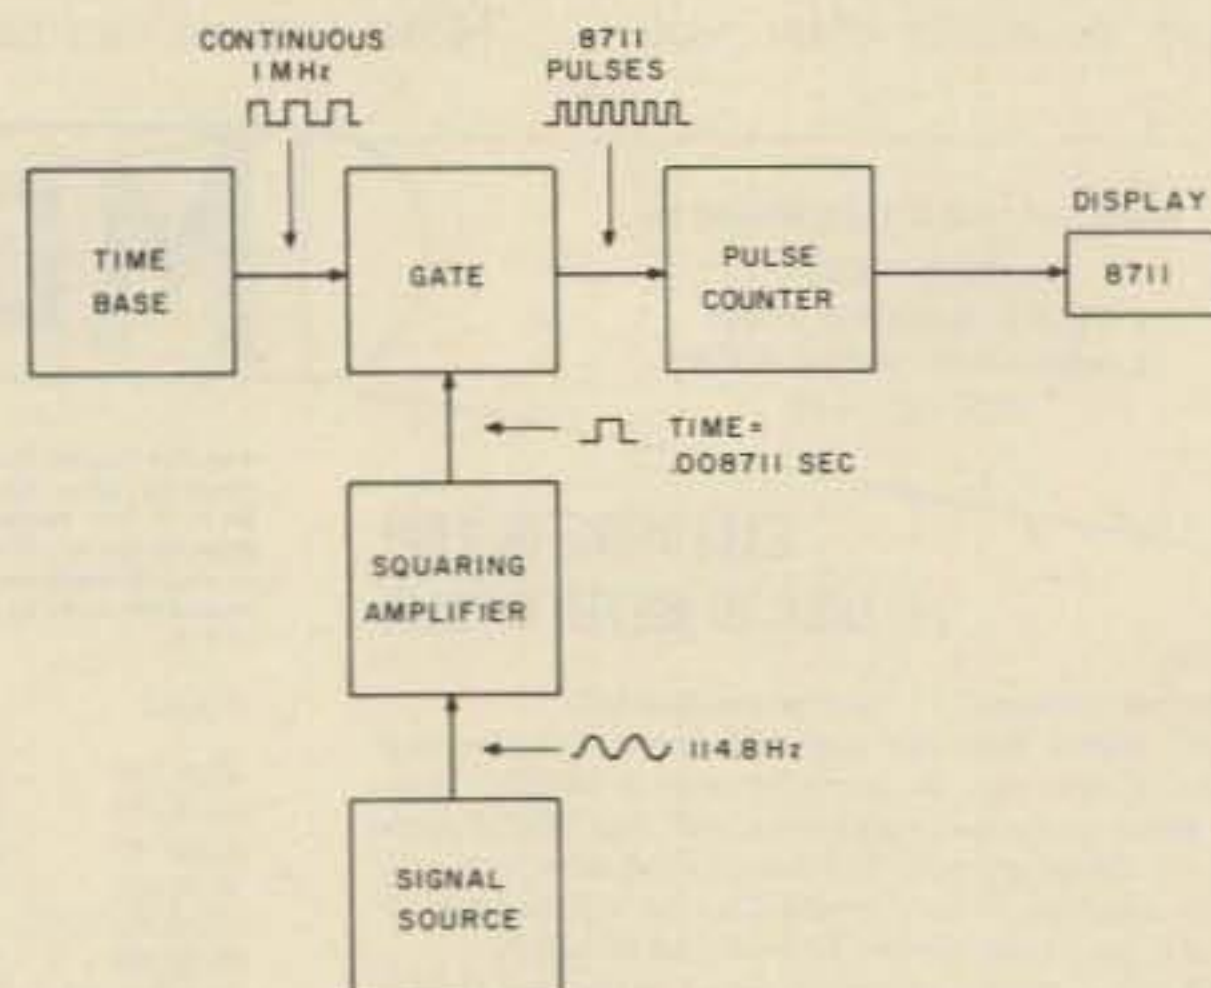 CONTINUOUS
1 MHz
8711
PULSES
TIME
BASE
GATE
PULSE
COUNTER
DISPLAY
8711
TIME=
.008711 SEC
SQUARING
AMPLIFIER
114.8 Hz
SIGNAL
SOURCE